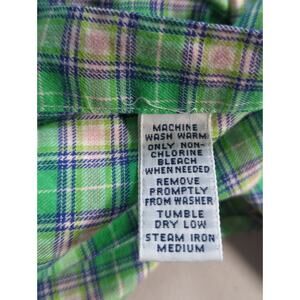 MACHINE
WASH WARM
ONLY NON-
CHLORINE
BLEACH
WHEN NEEDED
REMOVE
PROMPTLY
FROM WASHER
TUMBLE
DRY LOW
STEAM IRON
MEDIUM